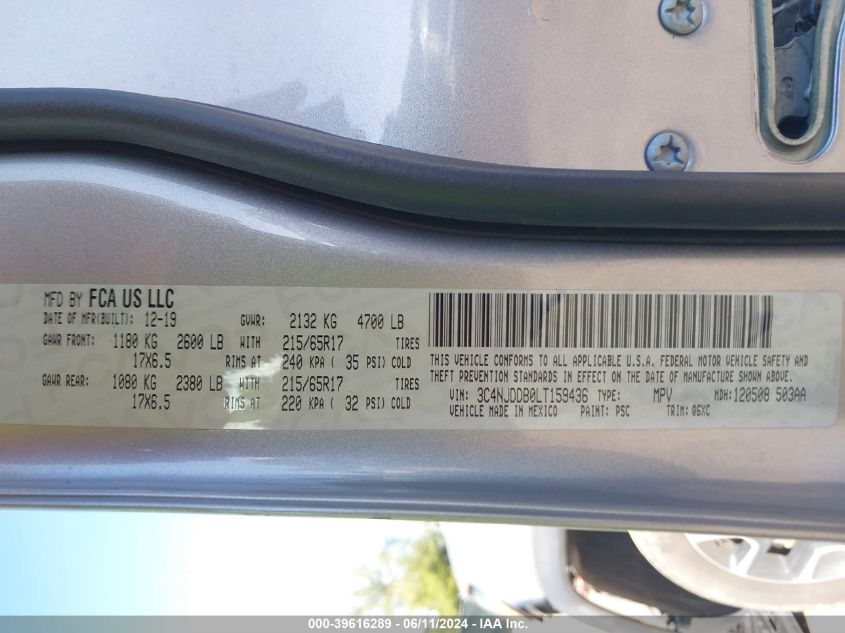 MFD BY FCA US LLC
DATE OF MFR(BUILT): 12-19 GVWR: 2132 KG 4700 LB
GAWR FRONT: 1180 KG 2600 LB WITH 215/65R17 TIRES
17X6.5 RIMS AT 240 KPA ( 35 PSI) COLD
GAWR REAR: 1080 KG 2380 LB WITH 215/65R17 TIRES
17X6.5 RIMS AT 220 KPA ( 32 PSI) COLD
THIS VEHICLE CONFORMS TO ALL APPLICABLE U.S.A. FEDERAL MOTOR VEHICLE SAFETY AND
THEFT PREVENTION STANDARDS IN EFFECT ON THE DATE OF MANUFACTURE SHOWN ABOVE.
VIN: 3C4NJDDB0LT159436 TYPE: MPV MDH: 120508 503AA
VEHICLE MADE IN MEXICO PAINT: PSC TRIM: Q6XC
000-39616289 - 06/11/2024 - IAA Inc.